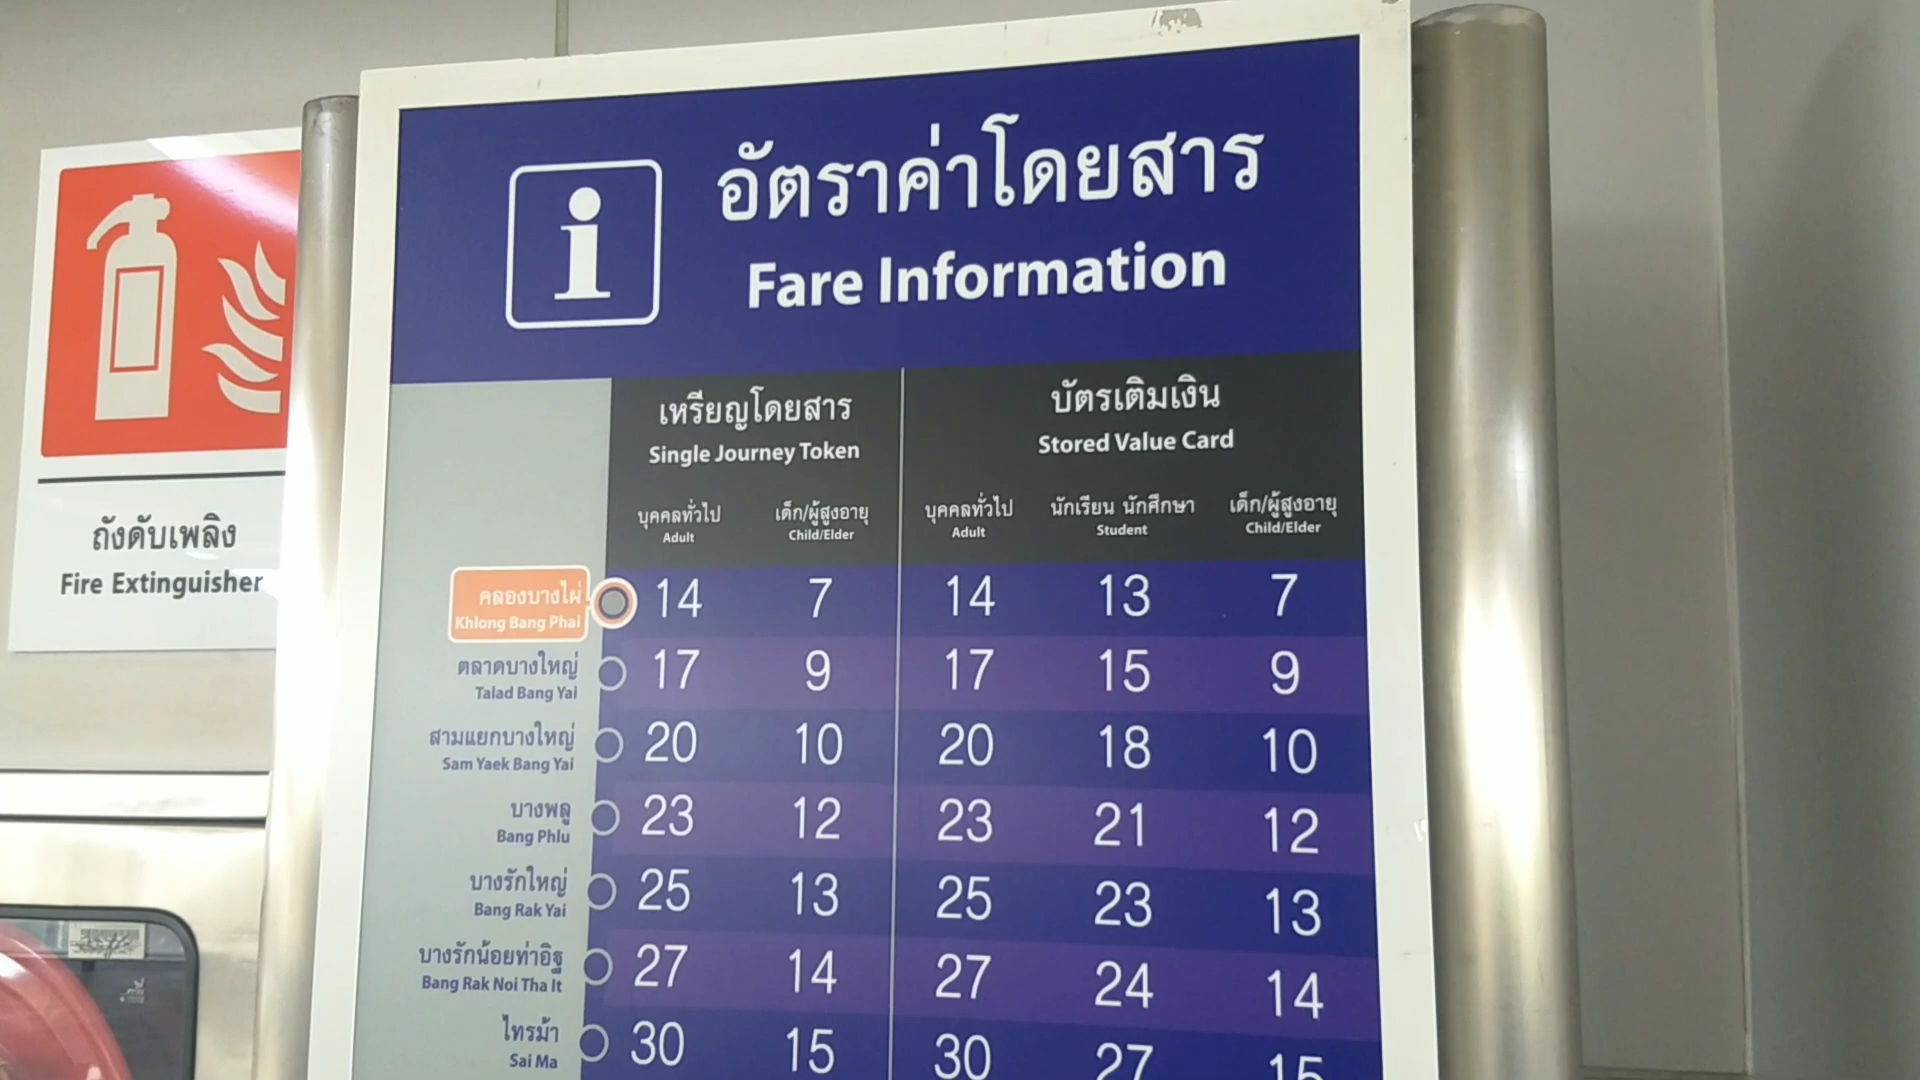 อัตราค่าโดยสาร
Fare Information
เหรียญโดยสาร
Single Journey Token
บัตรเติมเงิน
Stored Value Card
บุคคลทั่วไป
Adult
เด็ก/ผู้สูงอายุ
Child/Elder
บุคคลทั่วไป
Adult
นักเรียน นักศึกษา
Student
เด็ก/ผู้สูงอายุ
Child/Elder
คลองบางไผ่
Khlong Bang Phai
14 7 14 13 7
ตลาดบางใหญ่
Talad Bang Yai
17 9 17 15 9
สามแยกบางใหญ่
Sam Yaek Bang Yai
20 10 20 18 10
บางพลู
Bang Phlu
23 12 23 21 12
บางรักใหญ่
Bang Rak Yai
25 13 25 23 13
บางรักน้อยท่าอิฐ
Bang Rak Noi Tha It
27 14 27 24 14
ไทรม้า
Sai Ma
30 15 30 27 15
ถังดับเพลิง
Fire Extinguisher